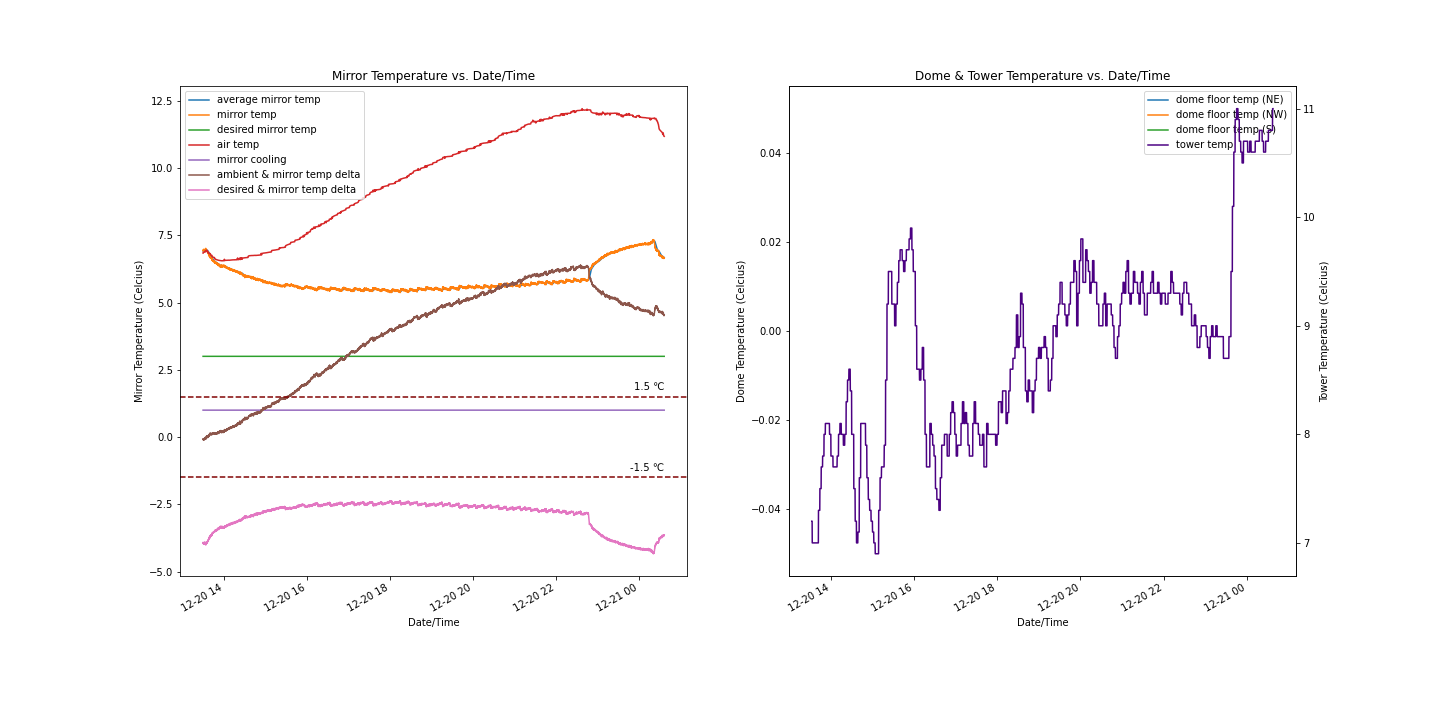 Mirror Temperature vs. Date/Time
12.5
10.0
7.5
5.0
2.5
0.0
−2.5
−5.0
Mirror Temperature (Celcius)
average mirror temp
mirror temp
desired mirror temp
air temp
mirror cooling
ambient & mirror temp delta
desired & mirror temp delta
1.5 °C
-1.5 °C
12-20 14
12-20 16
12-20 18
12-20 20
12-20 22
12-21 00
Date/Time
Dome & Tower Temperature vs. Date/Time
0.04
0.02
0.00
−0.02
−0.04
Dome Temperature (Celcius)
dome floor temp (NE)
dome floor temp (NW)
dome floor temp (S)
tower temp
11
10
9
8
7
Tower Temperature (Celcius)
12-20 14
12-20 16
12-20 18
12-20 20
12-20 22
12-21 00
Date/Time